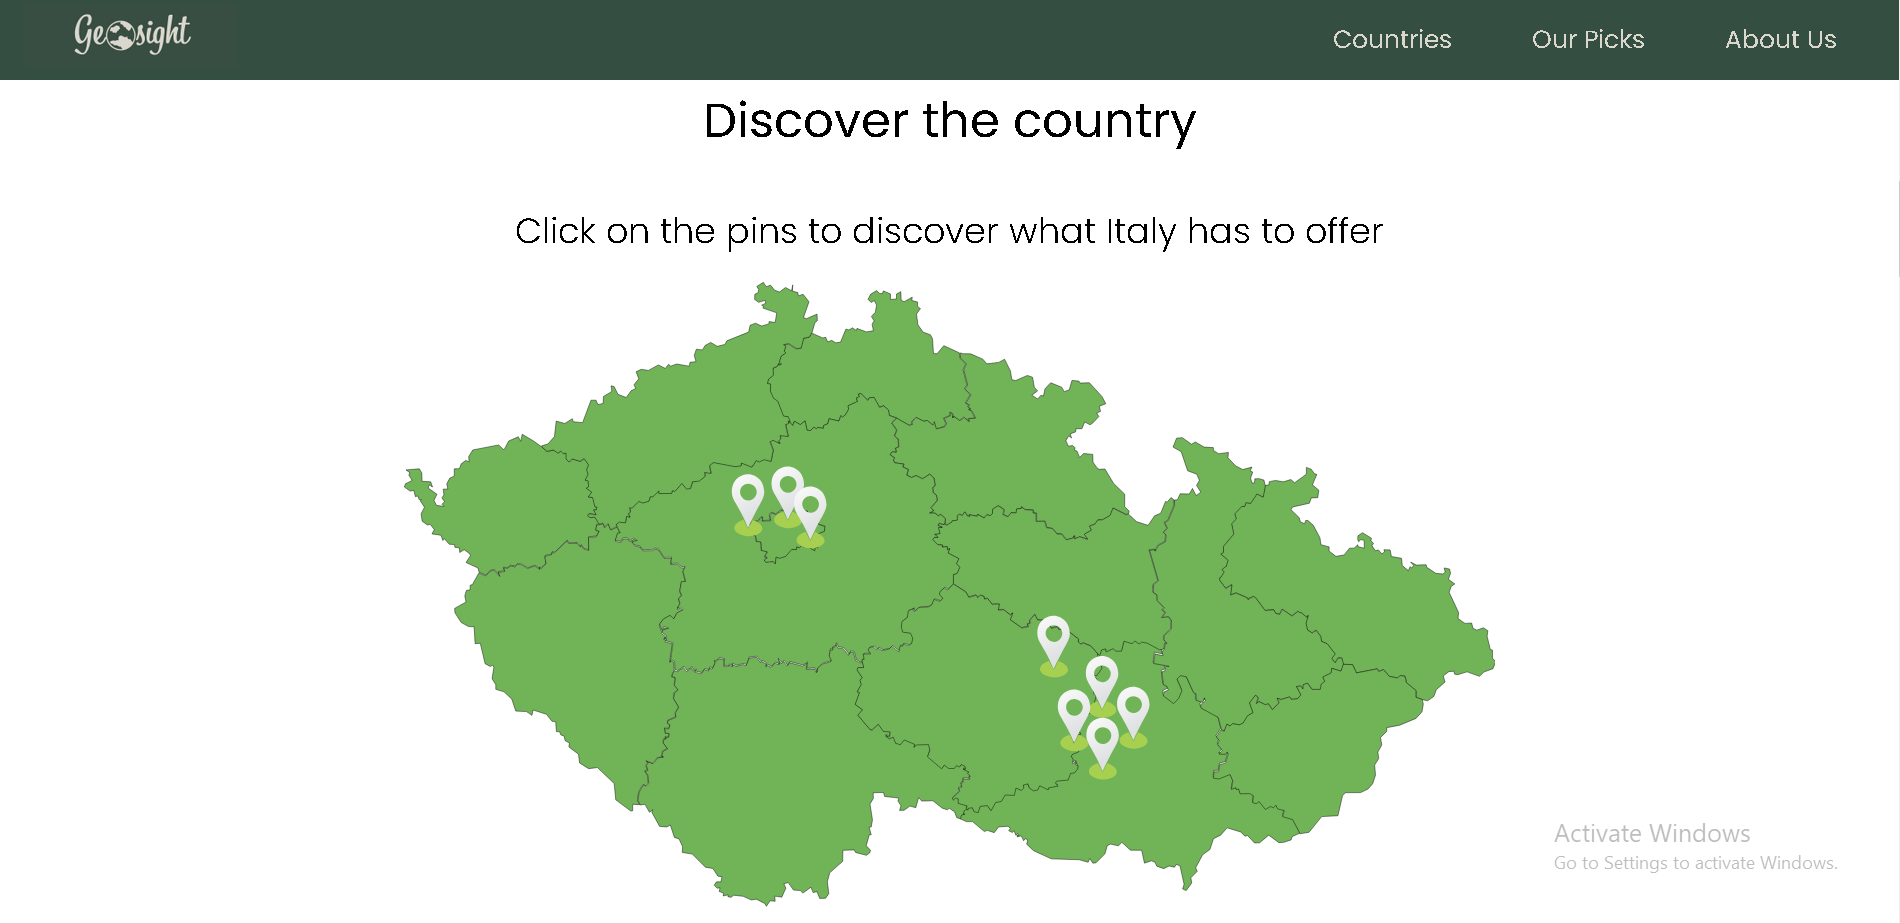 Geosight
Countries Our Picks About Us
Discover the country
Click on the pins to discover what Italy has to offer
Activate Windows
Go to Settings to activate Windows.